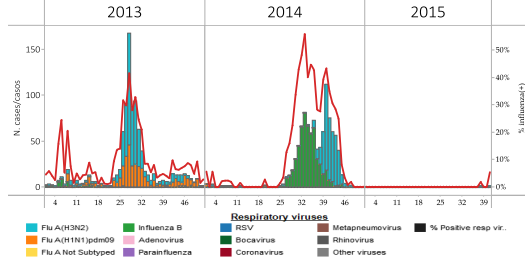 2013 2014 2015
N. cases/casos
150
100
50
0
50%
40%
30%
20%
10%
0%
% influenza(+)
4 11 18 25 32 39 46 4 11 18 25 32 39 46 4 11 18 25 32 39
Respiratory viruses
Flu A(H3N2) Influenza B RSV Metapneumovirus % Positive resp vir..
Flu A(H1N1)pdm09 Adenovirus Bocavirus Rhinovirus
Flu A Not Subtyped Parainfluenza Coronavirus Other viruses